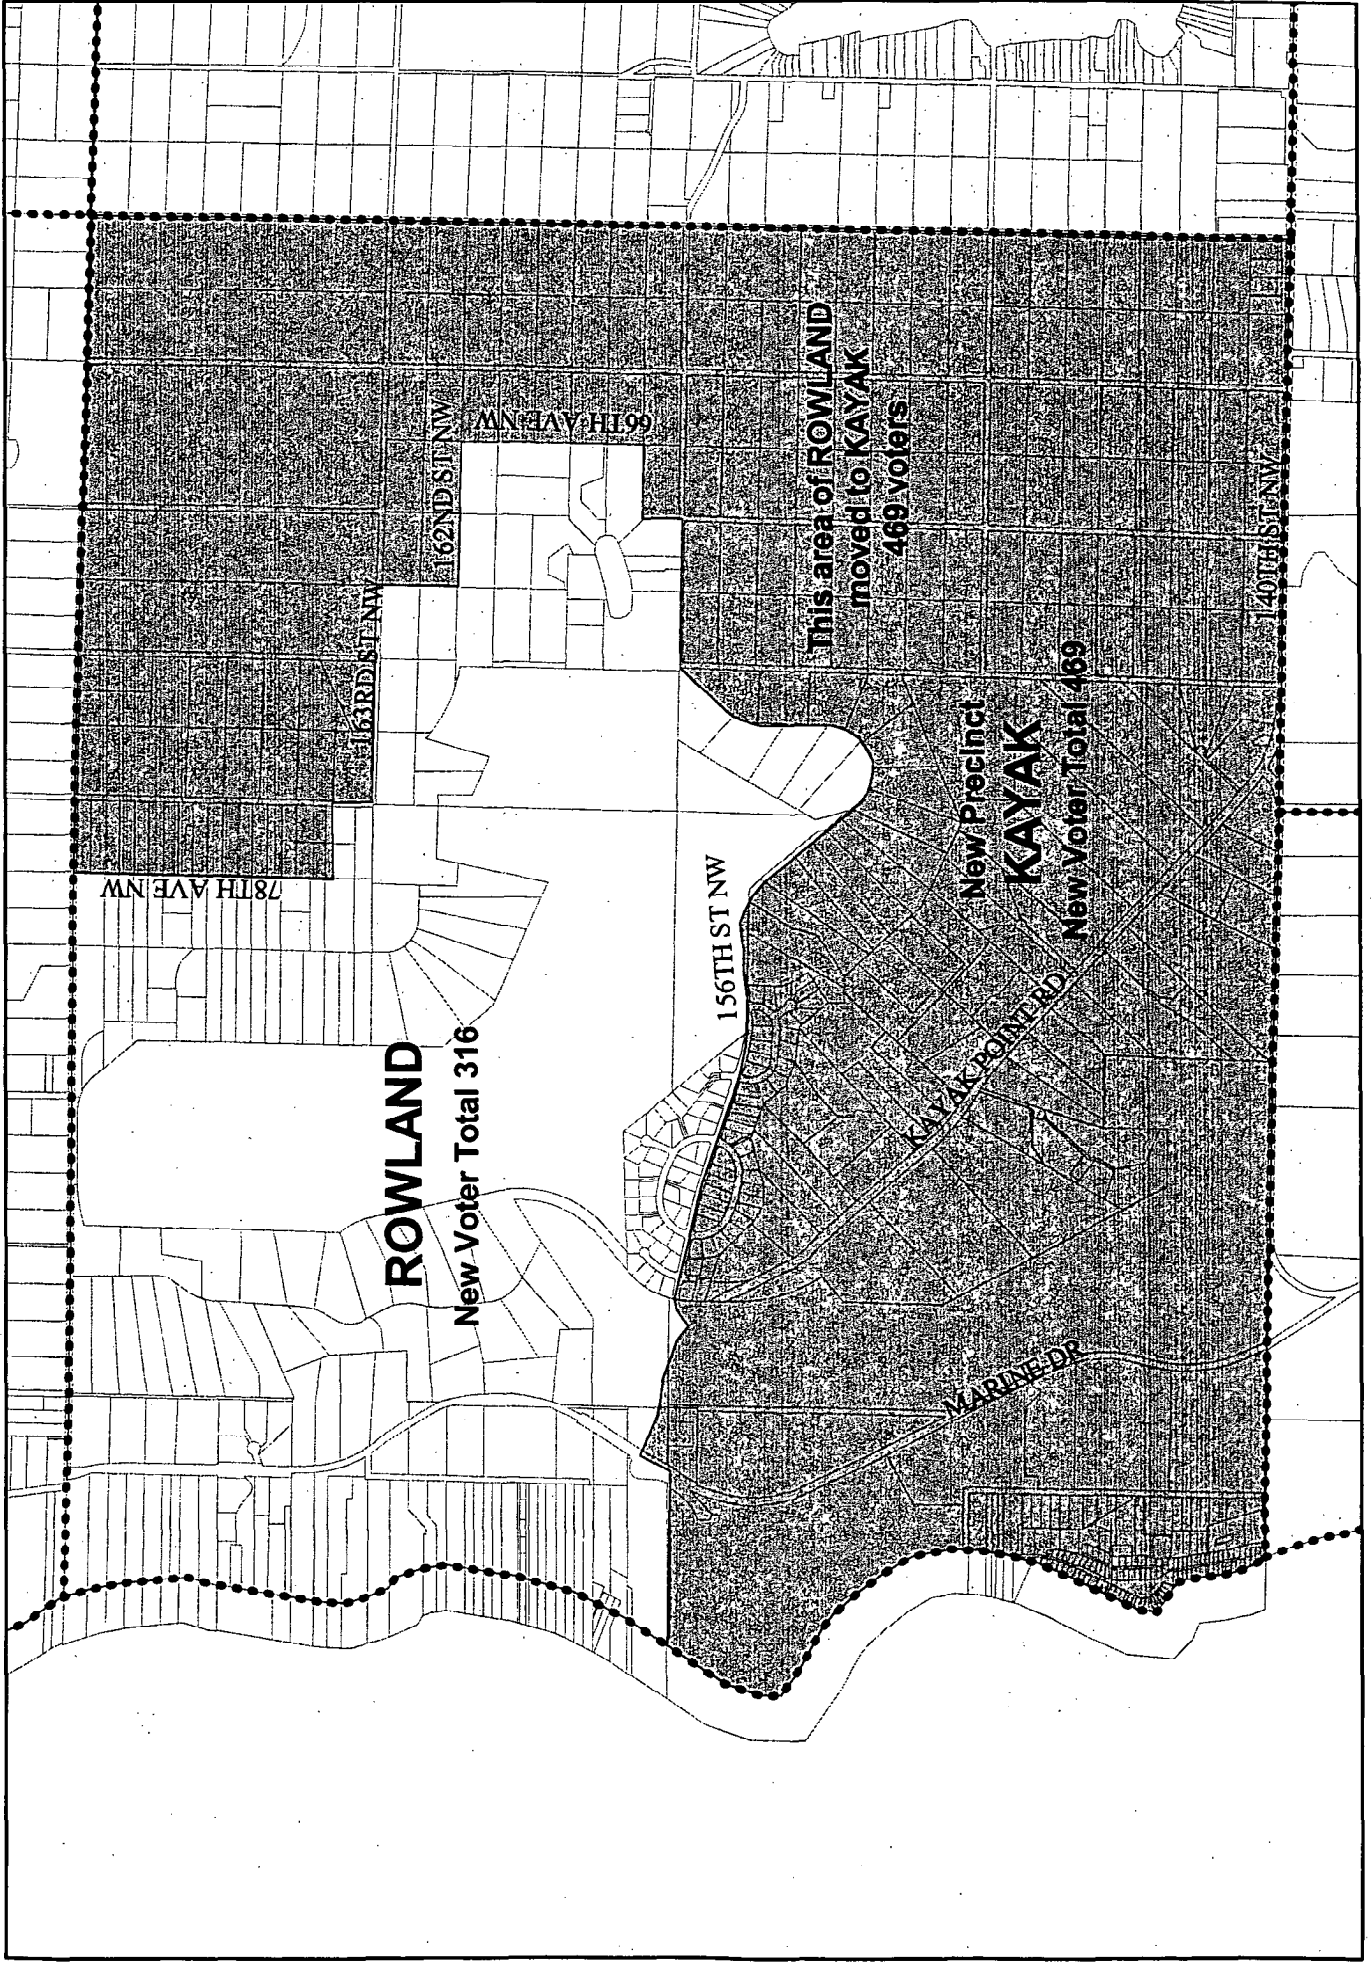 78TH AVE NW
163RD ST NW
162ND ST NW
66TH AVE NW
ROWLAND
New Voter Total 316
156TH ST NW
This area of ROWLAND
moved to KAYAK
469 voters
New Precinct
KAYAK
New Voter Total 469
KAYAK POINT RD
MARINE DR
140TH ST NW